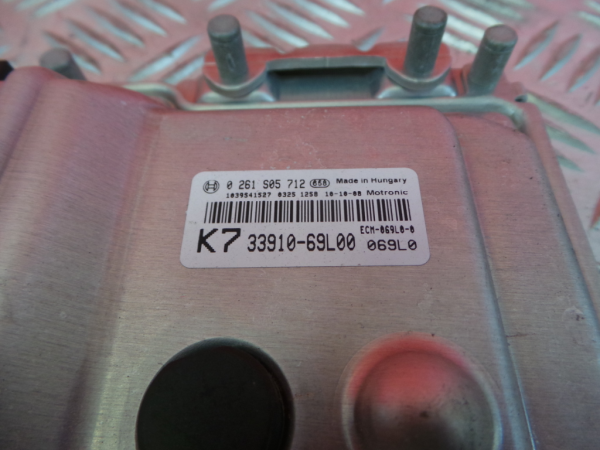 0 261 S05 712 050 Made in Hungary
1039S41527 0325 1258 10-10-08 Motronic
ECM-069L0-0
K7 33910-69L00 069L0